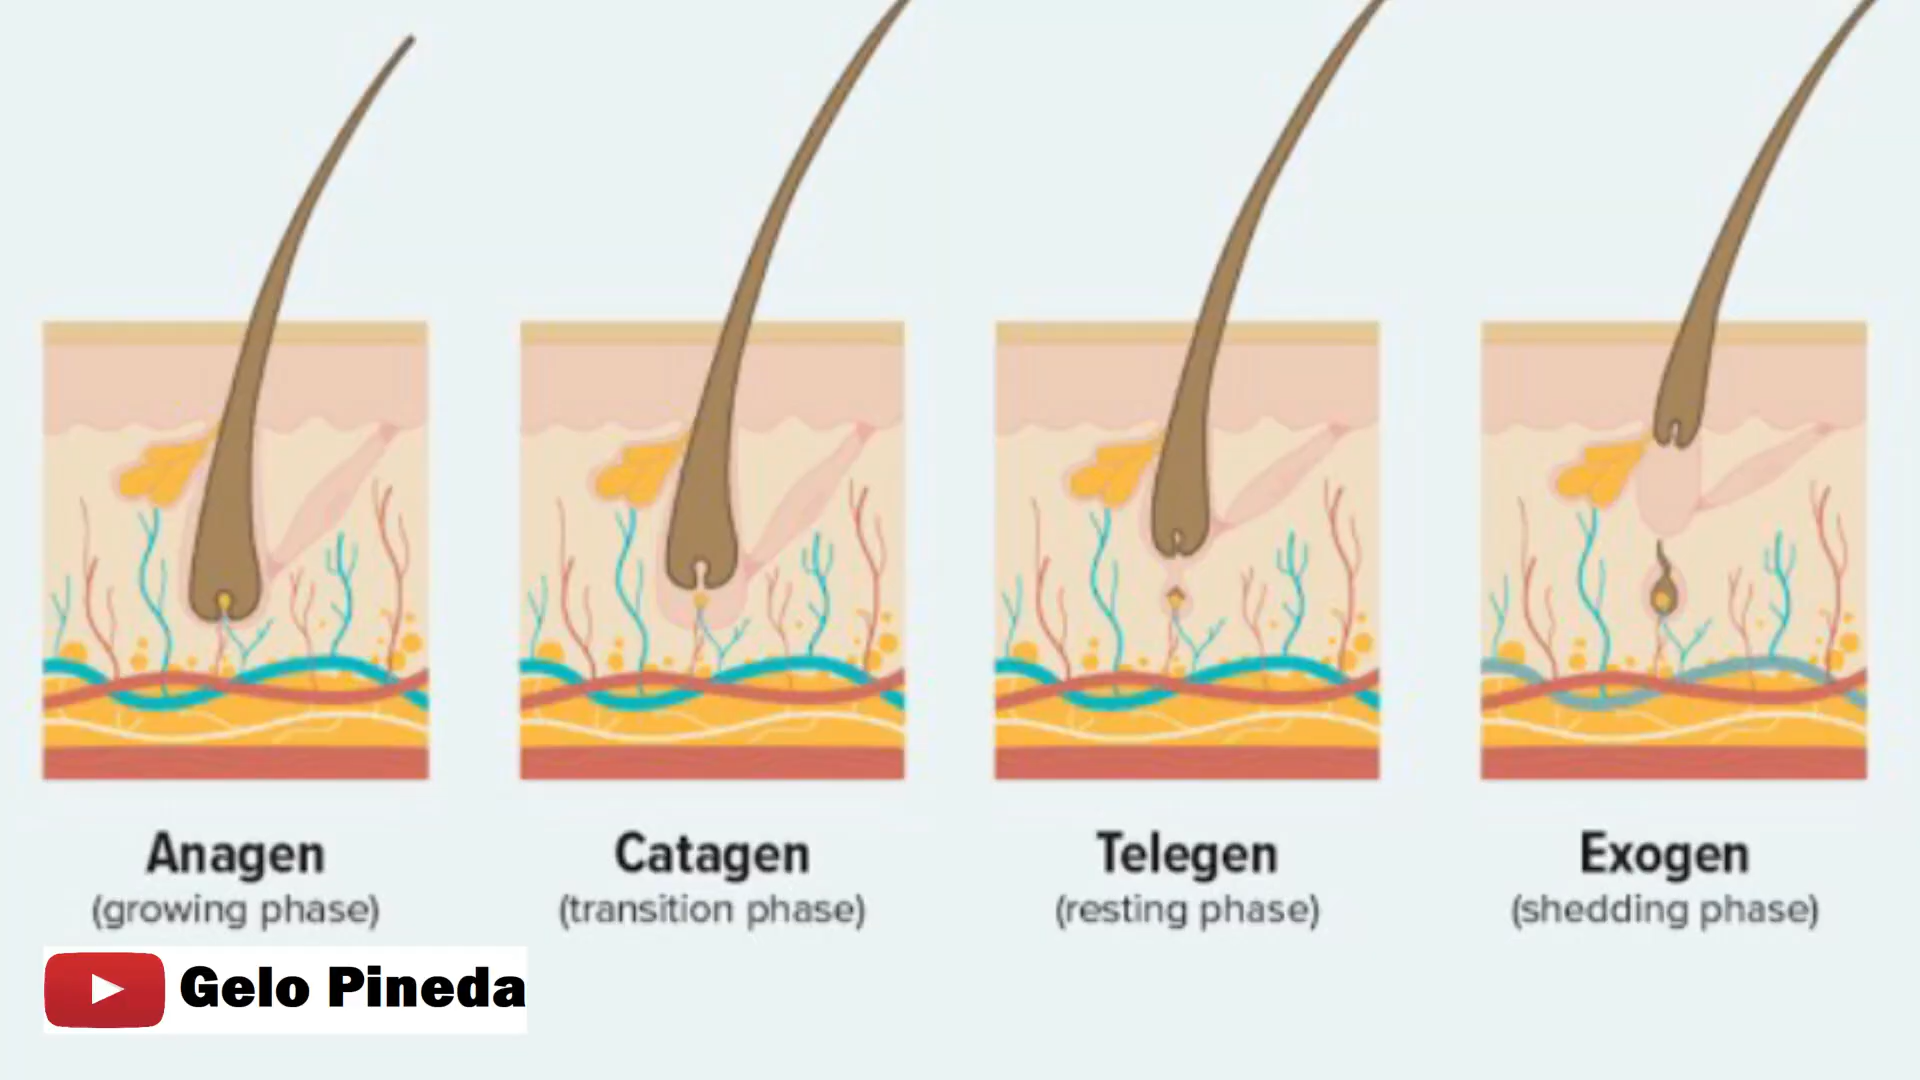 Anagen
(growing phase)
Catagen
(transition phase)
Telegen
(resting phase)
Exogen
(shedding phase)
Gelo Pineda